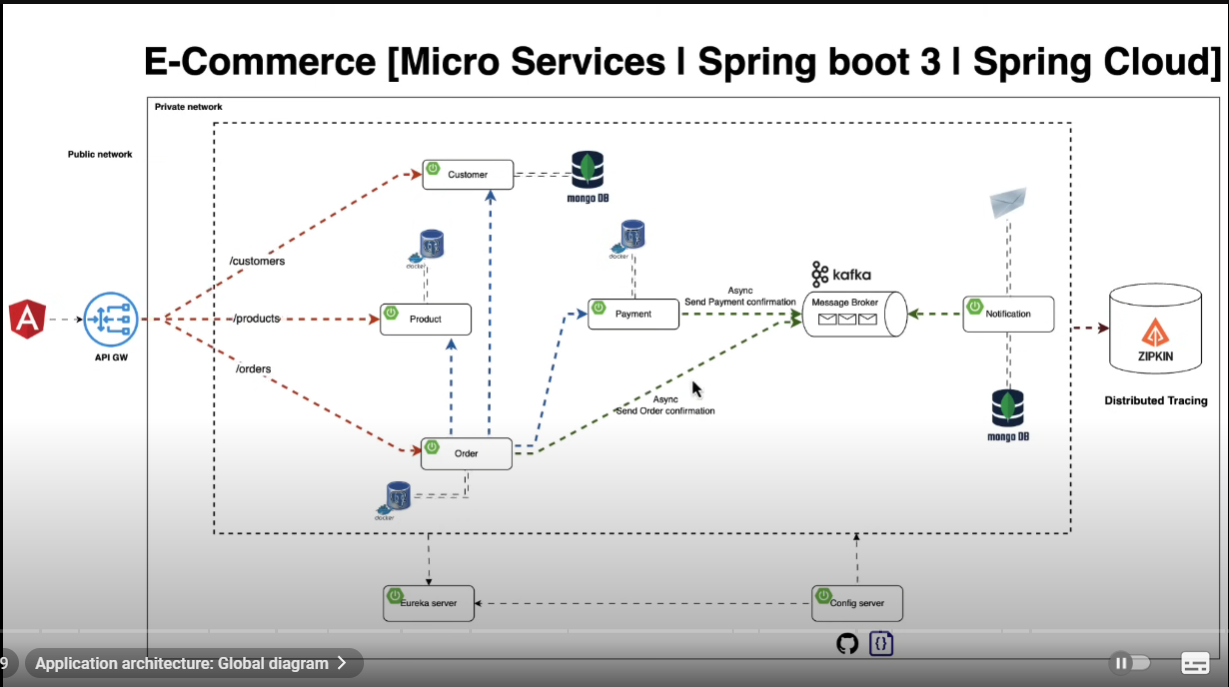 E-Commerce [Micro Services | Spring boot 3 | Spring Cloud]
Private network
Public network
Customer
mongo DB
/customers
docker
docker
kafka
Async
Send Payment confirmation
Message Broker
/products
Product
Payment
Notification
API GW
ZIPKIN
/orders
Distributed Tracing
Async
Send Order confirmation
mongo DB
Order
docker
Eureka server
Config server
{}
9
Application architecture: Global diagram